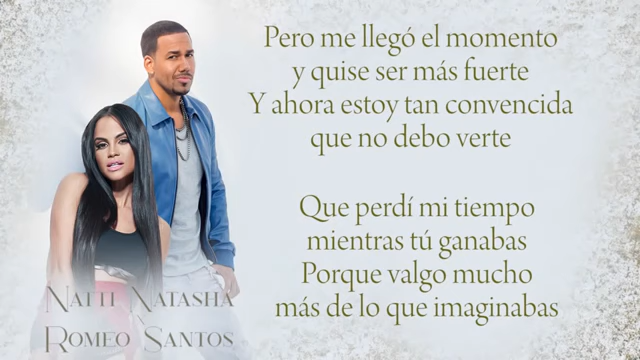 Pero me llegó el momento
y quise ser más fuerte
Y ahora estoy tan convencida
que no debo verte
Que perdí mi tiempo
mientras tú ganabas
Porque valgo mucho
más de lo que imaginabas
Natti Natasha
Romeo Santos